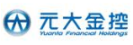 元大金控
Yuanta Financial Holdings